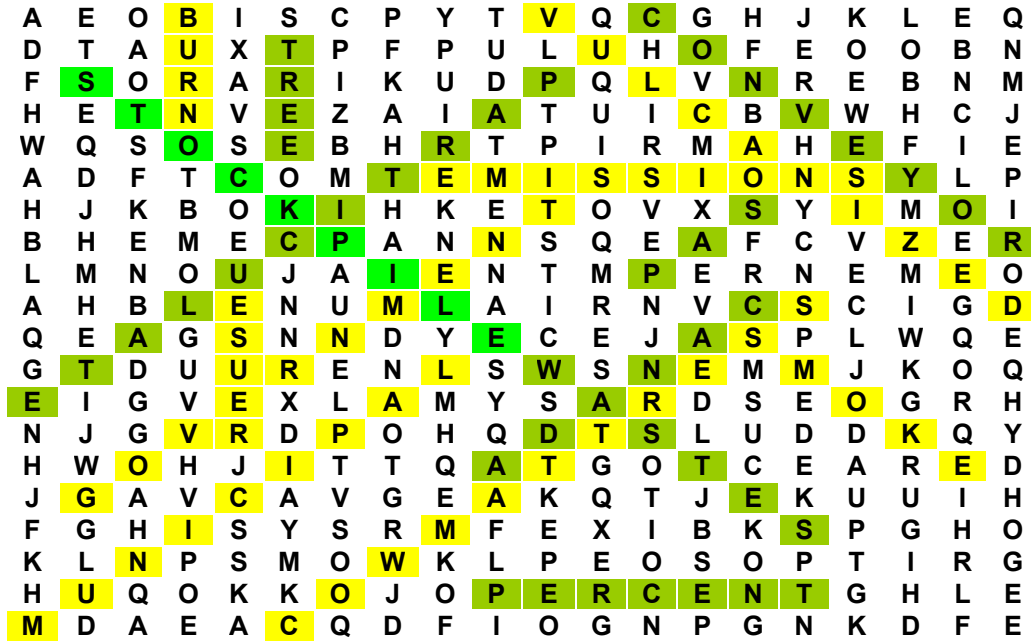 A E O B I S C P Y T V Q C G H J K L E Q
D T A U X T P F P U L U H O F E O O B N
F S O R A R I K U D P Q L V N R E B N M
H E T N V E Z A I A T U I C B V W H C J
W Q S O S E B H R T P I R M A H E F I E
A D F T C O M T E M I S S I O N S Y L P
H J K B O K I H K E T O V X S Y I M O I
B H E M E C P A N N S Q E A F C V Z E R
L M N O U J A I E N T M P E R N E M E O
A H B L E N U M L A I R N V C S C I G D
Q E A G S N N D Y E C E J A S P L W Q E
G T D U U R E N L S W S N E M M J K O Q
E I G V E X L A M Y S A R D S E O G R H
N J G V R D P O H Q D T S L U D D K Q Y
H W O H J I T T Q A T G O T C E A R E D
J G A V C A V G E A K Q T J E K U U I H
F G H I S Y S R M F E X I B K S P G H O
K L N P S M O W K L P E O S O P T I R G
H U Q O K K O J O P E R C E N T G H L E
M D A E A C Q D F I O G N P G N K D F E